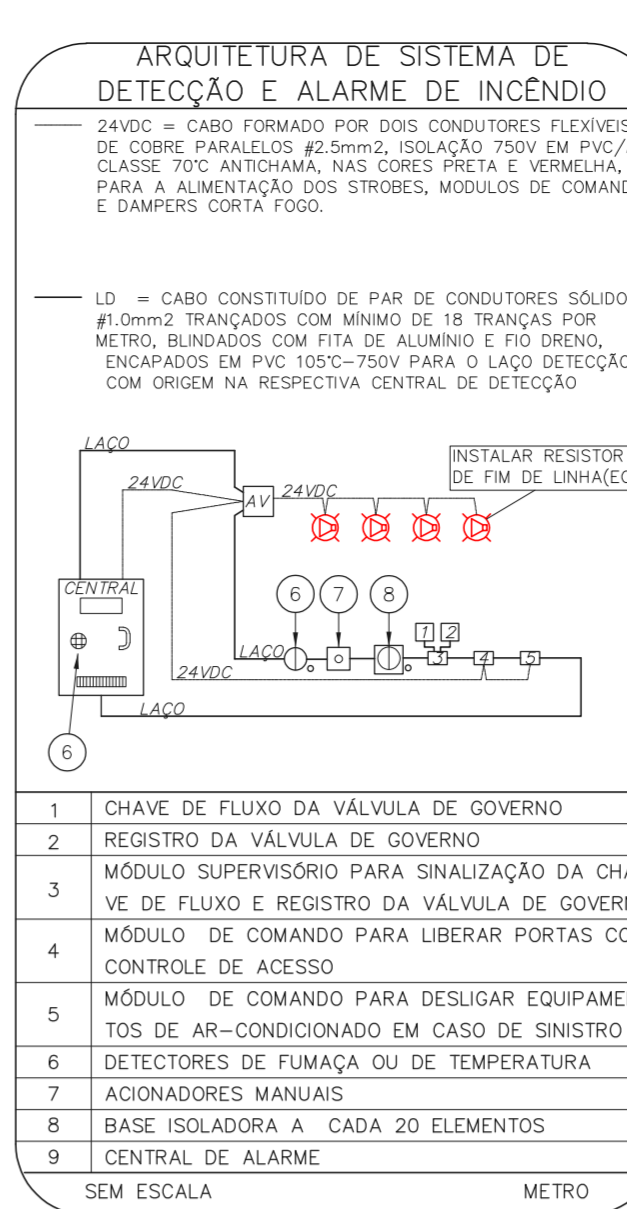 ARQUITETURA DE SISTEMA DE
DETECÇÃO E ALARME DE INCÊNDIO
24VDC = CABO FORMADO POR DOIS CONDUTORES FLEXÍVEIS
DE COBRE PARALELOS #2.5mm2, ISOLAÇÃO 750V EM PVC/
CLASSE 70°C ANTICHAMA, NAS CORES PRETA E VERMELHA,
PARA A ALIMENTAÇÃO DOS STROBES, MODULOS DE COMAND
E DAMPERS CORTA FOGO.
LD = CABO CONSTITUÍDO DE PAR DE CONDUTORES SÓLIDO
#1.0mm2 TRANÇADOS COM MÍNIMO DE 18 TRANÇAS POR
METRO, BLINDADOS COM FITA DE ALUMÍNIO E FIO DRENO,
ENCAPADOS EM PVC 105°C-750V PARA O LAÇO DETECÇÃO
COM ORIGEM NA RESPECTIVA CENTRAL DE DETECÇÃO
LAÇO
INSTALAR RESISTOR
DE FIM DE LINHA(EO
24VDC
AV
24VDC
CENTRAL
6
7
8
1
2
LAÇO
3
4
5
24VDC
LAÇO
6
1 CHAVE DE FLUXO DA VÁLVULA DE GOVERNO
2 REGISTRO DA VÁLVULA DE GOVERNO
3 MÓDULO SUPERVISÓRIO PARA SINALIZAÇÃO DA CHA
VE DE FLUXO E REGISTRO DA VÁLVULA DE GOVERN
4 MÓDULO DE COMANDO PARA LIBERAR PORTAS CO
CONTROLE DE ACESSO
5 MÓDULO DE COMANDO PARA DESLIGAR EQUIPAME
TOS DE AR-CONDICIONADO EM CASO DE SINISTRO
6 DETECTORES DE FUMAÇA OU DE TEMPERATURA
7 ACIONADORES MANUAIS
8 BASE ISOLADORA A CADA 20 ELEMENTOS
9 CENTRAL DE ALARME
SEM ESCALA METRO